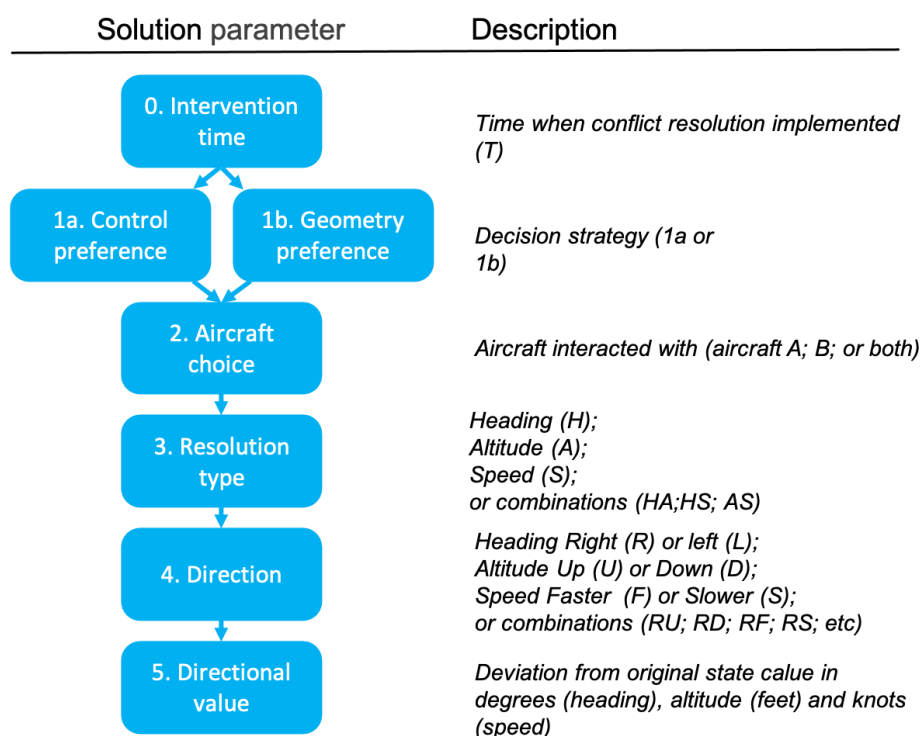 Solution parameter
Description
0. Intervention
time
Time when conflict resolution implemented
(T)
1a. Control
preference
1b. Geometry
preference
Decision strategy (1a or
1b)
2. Aircraft
choice
Aircraft interacted with (aircraft A; B; or both)
3. Resolution
type
Heading (H);
Altitude (A);
Speed (S);
or combinations (HA;HS; AS)
4. Direction
Heading Right (R) or left (L);
Altitude Up (U) or Down (D);
Speed Faster (F) or Slower (S);
or combinations (RU; RD; RF; RS; etc)
5. Directional
value
Deviation from original state calue in
degrees (heading), altitude (feet) and knots
(speed)